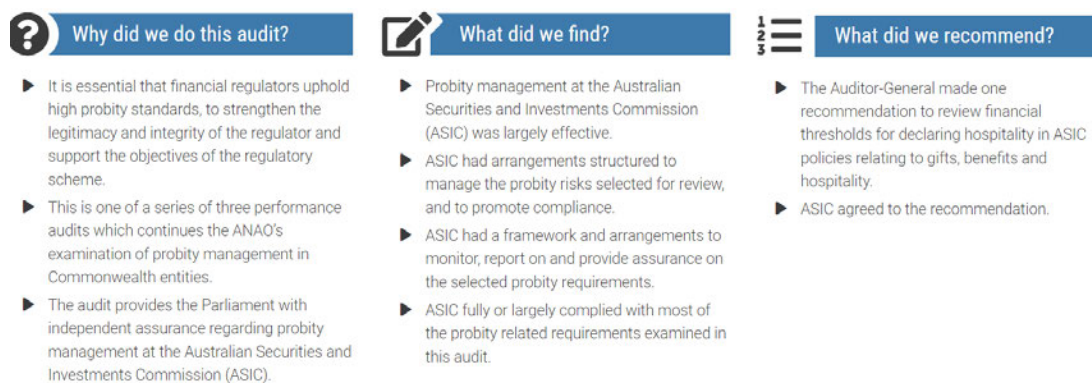 Why did we do this audit?
It is essential that financial regulators uphold
high probity standards, to strengthen the
legitimacy and integrity of the regulator and
support the objectives of the regulatory
scheme.
This is one of a series of three performance
audits which continues the ANAO's
examination of probity management in
Commonwealth entities.
The audit provides the Parliament with
independent assurance regarding probity
management at the Australian Securities and
Investments Commission (ASIC).
What did we find?
Probity management at the Australian
Securities and Investments Commission
(ASIC) was largely effective.
ASIC had arrangements structured to
manage the probity risks selected for review,
and to promote compliance.
ASIC had a framework and arrangements to
monitor, report on and provide assurance on
the selected probity requirements.
ASIC fully or largely complied with most of
the probity related requirements examined in
this audit.
1
2
3
What did we recommend?
The Auditor-General made one
recommendation to review financial
thresholds for declaring hospitality in ASIC
policies relating to gifts, benefits and
hospitality.
ASIC agreed to the recommendation.